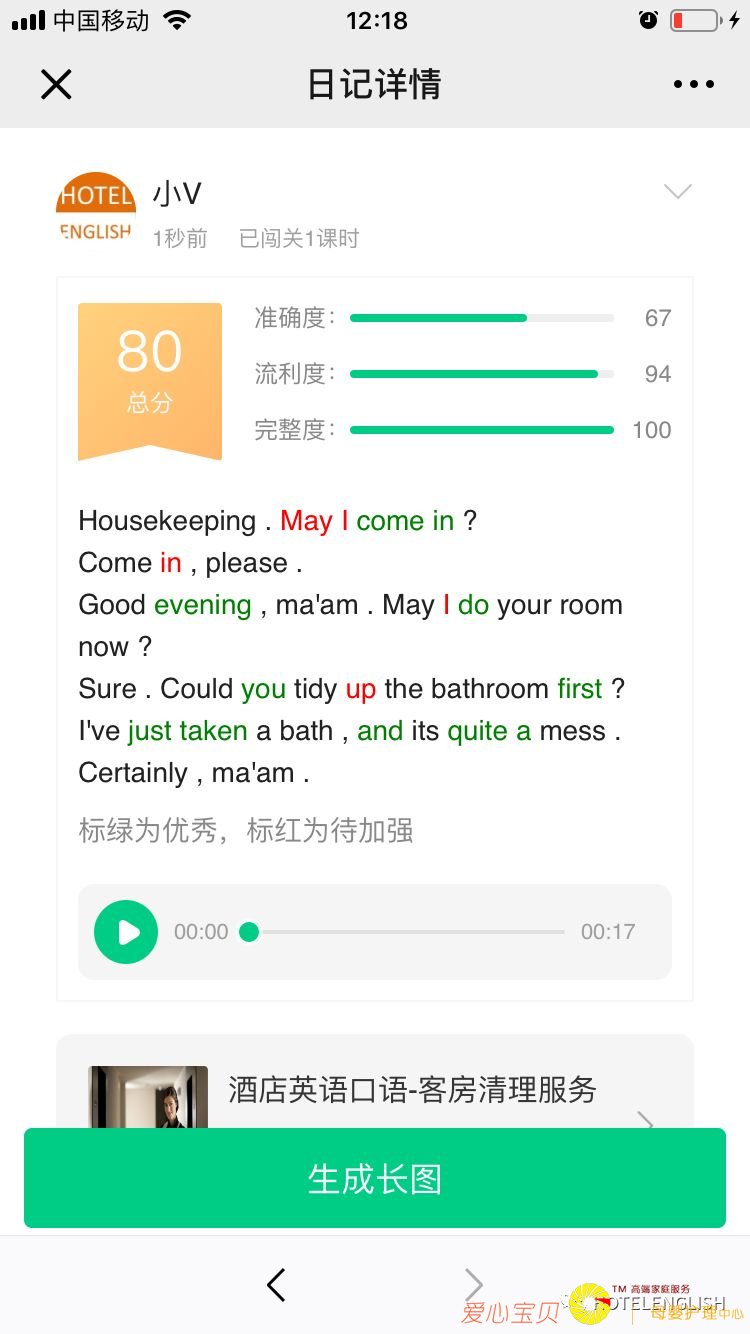 中国移动
12:18
日记详情
HOTEL
ENGLISH
小V
1秒前 已闯关1课时
80
总分
准确度: 67
流利度: 94
完整度: 100
Housekeeping . May I come in ?
Come in , please .
Good evening , ma'am . May I do your room
now ?
Sure . Could you tidy up the bathroom first ?
I've just taken a bath , and its quite a mess .
Certainly , ma'am .
标绿为优秀，标红为待加强
00:00 00:17
酒店英语口语-客房清理服务
生成长图
爱心宝贝
TM 高端家庭服务
HOTELENGLISH
母婴护理中心